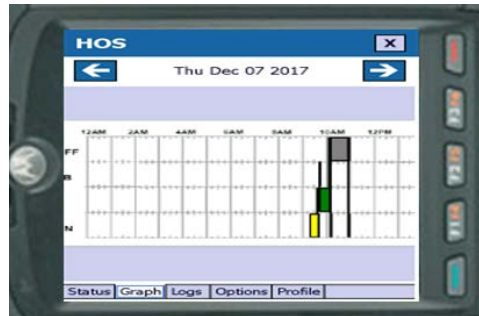 HOS X
Thu Dec 07 2017
12AM 2AM 4AM 6AM 8AM 10AM 12PM
FF
B
N
Status Graph Logs Options Profile